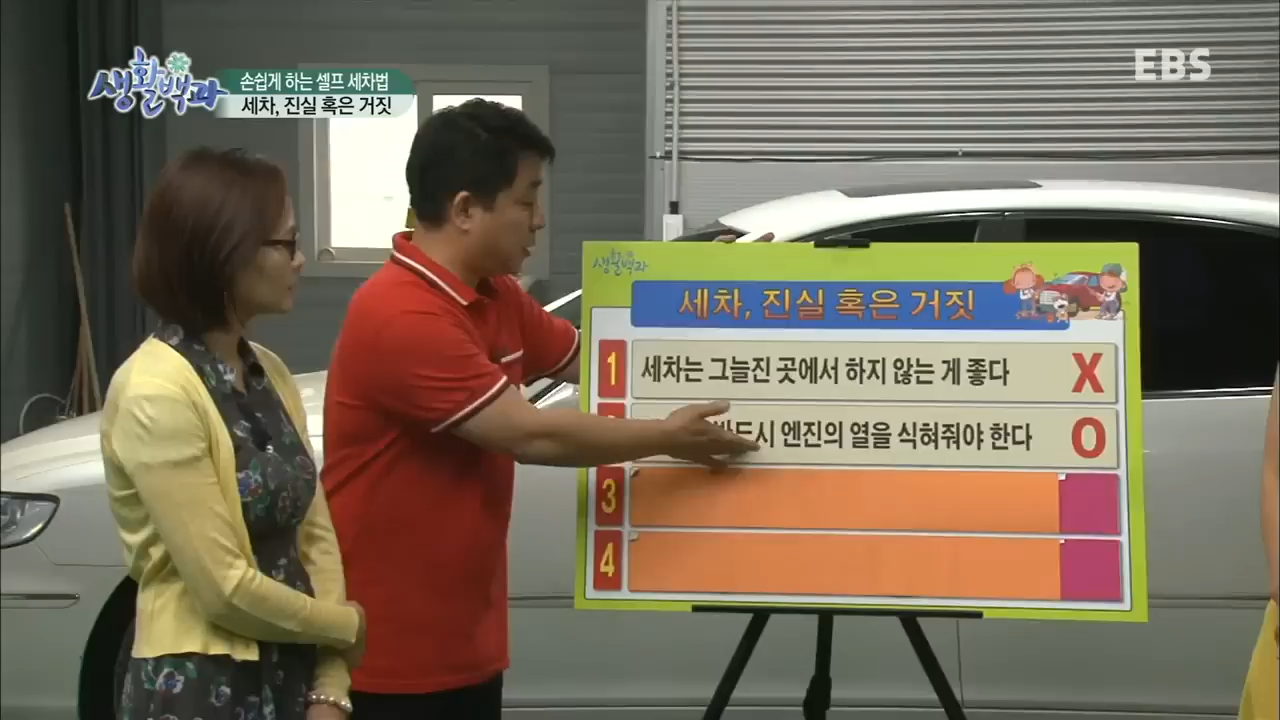 생활백과
손쉽게 하는 셀프 세차법
세차, 진실 혹은 거짓
EBS
생활백과
세차, 진실 혹은 거짓
1 세차는 그늘진 곳에서 하지 않는 게 좋다 X
반드시 엔진의 열을 식혀줘야 한다 O
3
4